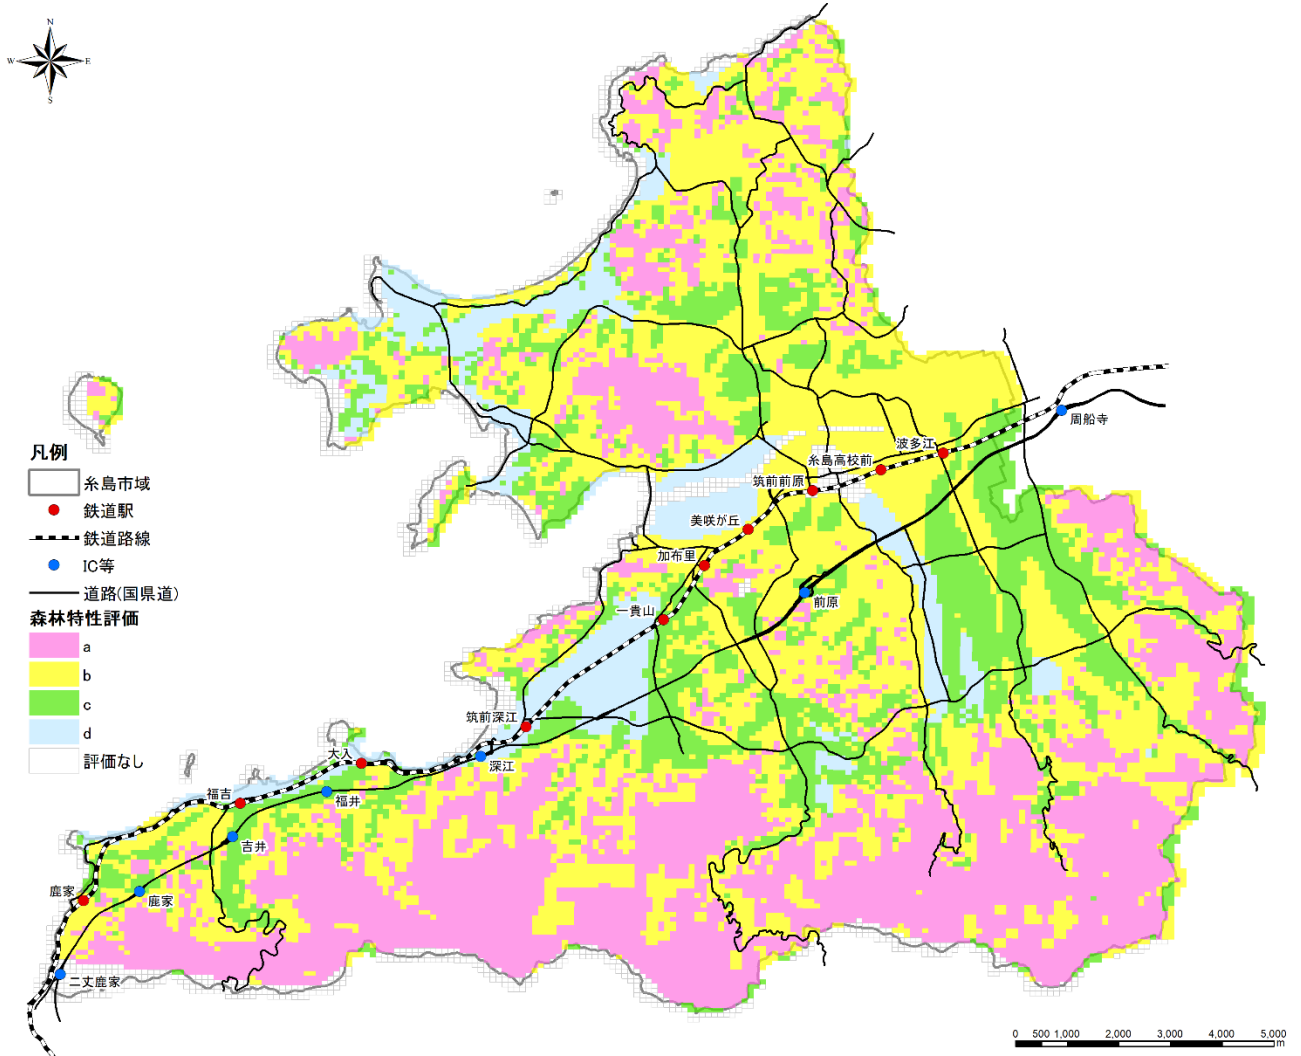 N
W
E
S
凡例
糸島市域
鉄道駅
鉄道路線
IC等
道路(国県道)
森林特性評価
a
b
c
d
評価なし
周船寺
波多江
糸島高校前
筑前前原
美咲が丘
加布里
前原
一貴山
筑前深江
深江
大入
福井
福吉
吉井
鹿家
鹿家
二丈鹿家
0 500 1,000 2,000 3,000 4,000 5,000
m